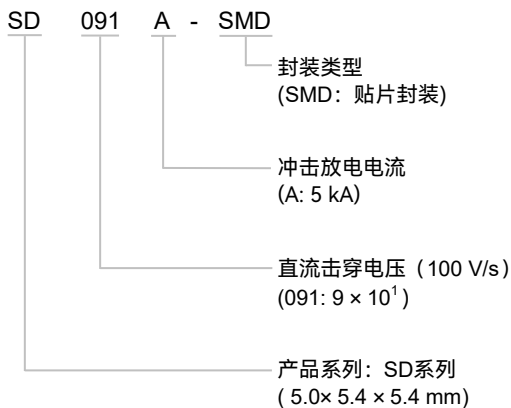 SD 091 A - SMD
封装类型
(SMD：贴片封装)
冲击放电电流
(A: 5 kA)
直流击穿电压（100 V/s）
(091: 9 × 10¹ )
产品系列：SD系列
( 5.0× 5.4 × 5.4 mm)